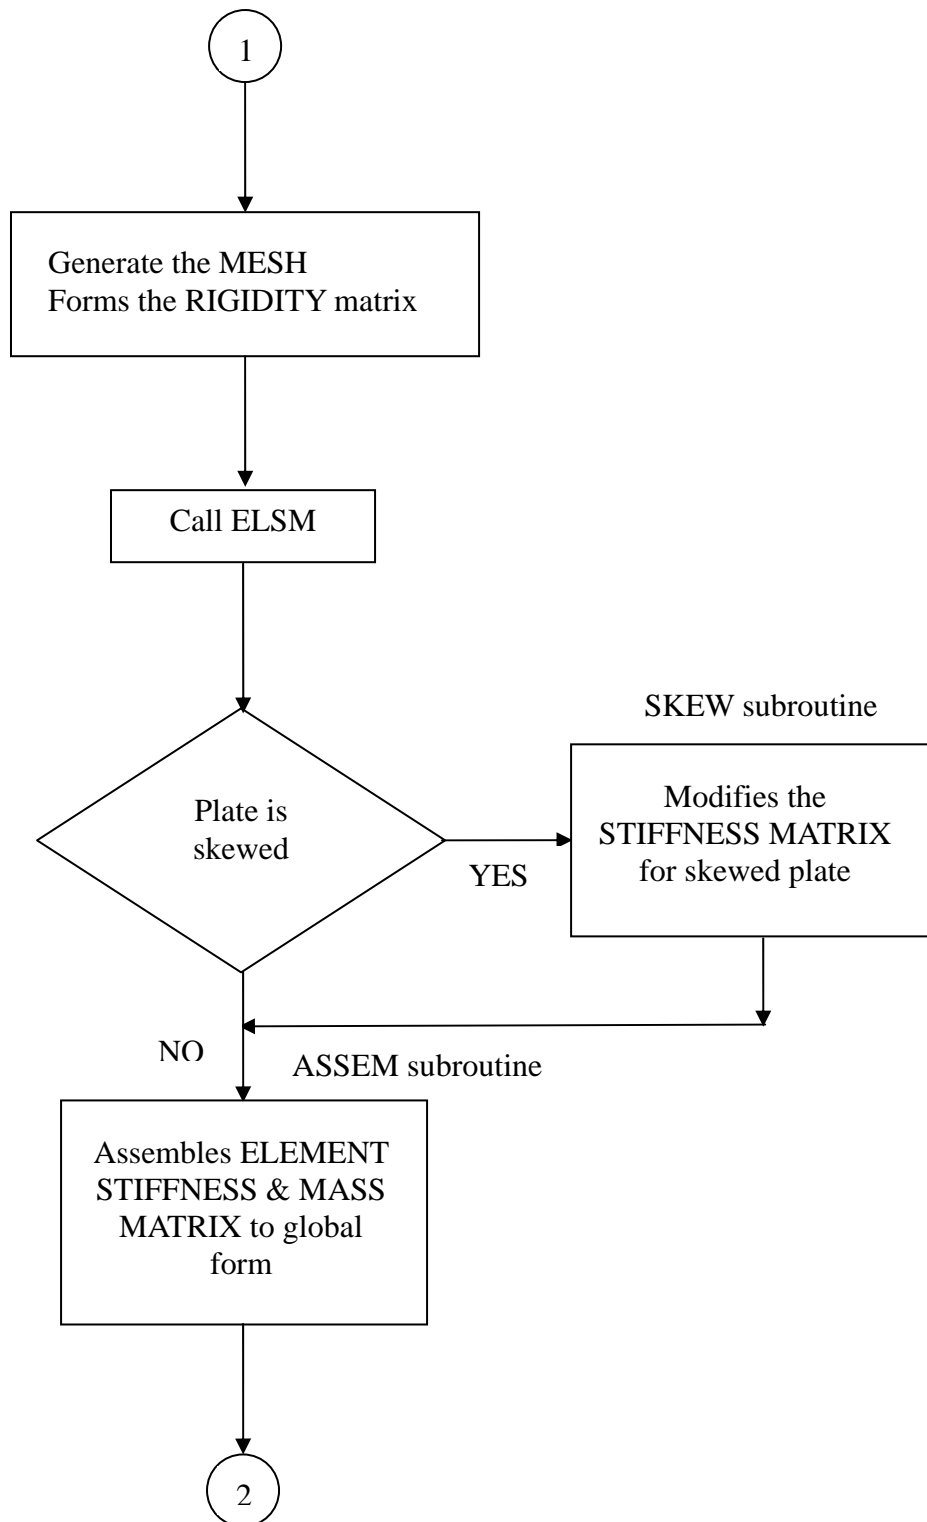 1
Generate the MESH
Forms the RIGIDITY matrix
Call ELSM
SKEW subroutine
Plate is
skewed
YES
Modifies the
STIFFNESS MATRIX
for skewed plate
NO
ASSEM subroutine
Assembles ELEMENT
STIFFNESS & MASS
MATRIX to global
form
2